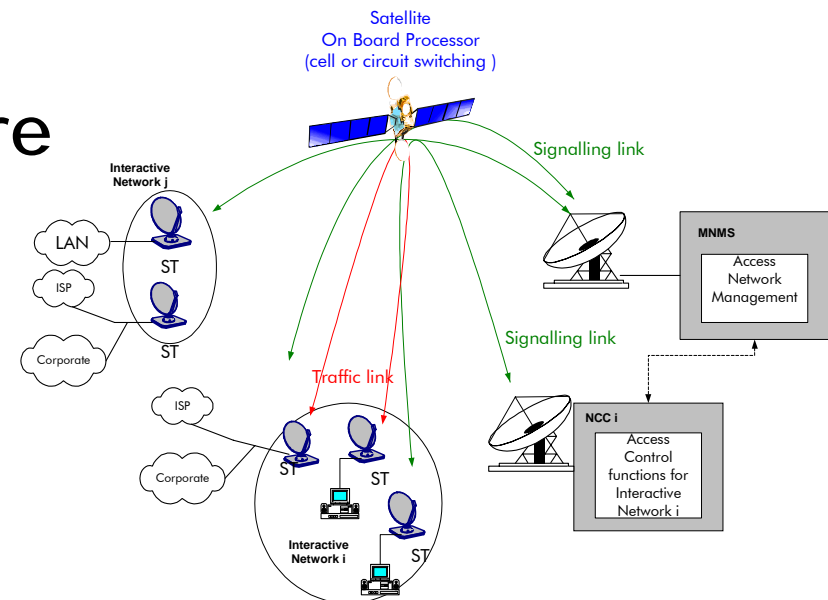 Satellite
On Board Processor
(cell or circuit switching )
re
Signalling link
Interactive
Network j
LAN
ST
ISP
ST
Corporate
MNMS
Access
Network
Management
Signalling link
Traffic link
ISP
Corporate
ST
ST
ST
Interactive
Network i
NCC i
Access
Control
functions for
Interactive
Network i